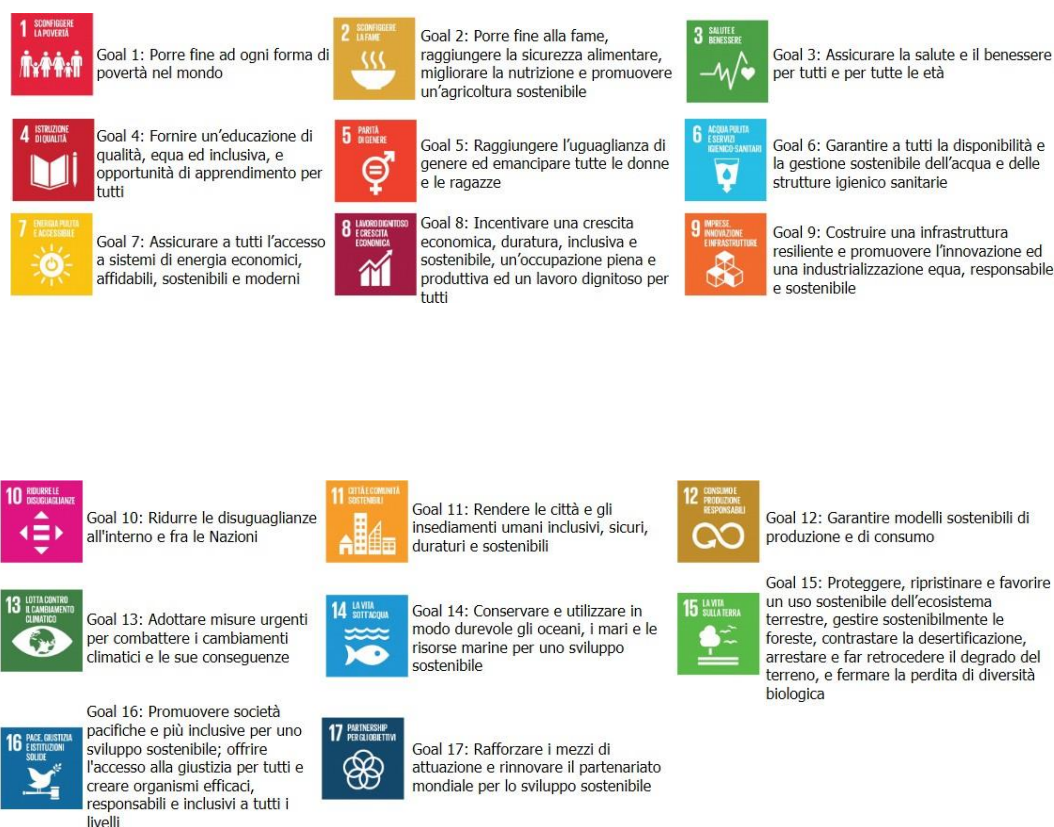 1 SCONFIGGERE
LA POVERTÀ
Goal 1: Porre fine ad ogni forma di
povertà nel mondo
2 SCONFIGGERE
LA FAME
Goal 2: Porre fine alla fame,
raggiungere la sicurezza alimentare,
migliorare la nutrizione e promuovere
un'agricoltura sostenibile
3 SALUTE E
BENESSERE
Goal 3: Assicurare la salute e il benessere
per tutti e per tutte le età
4 ISTRUZIONE
DI QUALITÀ
Goal 4: Fornire un'educazione di
qualità, equa ed inclusiva, e
opportunità di apprendimento per
tutti
5 PARITÀ
DI GENERE
Goal 5: Raggiungere l'uguaglianza di
genere ed emancipare tutte le donne
e le ragazze
6 ACQUA PULITA
E SERVIZI
IGIENICO-SANITARI
Goal 6: Garantire a tutti la disponibilità e
la gestione sostenibile dell'acqua e delle
strutture igienico sanitarie
7 ENERGIA PULITA
E ACCESSIBILE
Goal 7: Assicurare a tutti l'accesso
a sistemi di energia economici,
affidabili, sostenibili e moderni
8 LAVORO DIGNITOSO
E CRESCITA
ECONOMICA
Goal 8: Incentivare una crescita
economica, duratura, inclusiva e
sostenibile, un'occupazione piena e
produttiva ed un lavoro dignitoso per
tutti
9 IMPRESE,
INNOVAZIONE
E INFRASTRUTTURE
Goal 9: Costruire una infrastruttura
resiliente e promuovere l'innovazione ed
una industrializzazione equa, responsabile
e sostenibile
10 RIDURRE LE
DISUGUAGLIANZE
Goal 10: Ridurre le disuguaglianze
all'interno e fra le Nazioni
11 CITTÀ E COMUNITÀ
SOSTENIBILI
Goal 11: Rendere le città e gli
insediamenti umani inclusivi, sicuri,
duraturi e sostenibili
12 CONSUMO E
PRODUZIONE
RESPONSABILI
Goal 12: Garantire modelli sostenibili di
produzione e di consumo
13 LOTTA CONTRO
IL CAMBIAMENTO
CLIMATICO
Goal 13: Adottare misure urgenti
per combattere i cambiamenti
climatici e le sue conseguenze
14 LA VITA
SOTT'ACQUA
Goal 14: Conservare e utilizzare in
modo durevole gli oceani, i mari e le
risorse marine per uno sviluppo
sostenibile
15 LA VITA
SULLA TERRA
Goal 15: Proteggere, ripristinare e favorire
un uso sostenibile dell'ecosistema
terrestre, gestire sostenibilmente le
foreste, contrastare la desertificazione,
arrestare e far retrocedere il degrado del
terreno, e fermare la perdita di diversità
biologica
16 PACE, GIUSTIZIA
E ISTITUZIONI
SOLIDE
Goal 16: Promuovere società
pacifiche e più inclusive per uno
sviluppo sostenibile; offrire
l'accesso alla giustizia per tutti e
creare organismi efficaci,
responsabili e inclusivi a tutti i
livelli
17 PARTNERSHIP
PER GLI OBIETTIVI
Goal 17: Rafforzare i mezzi di
attuazione e rinnovare il partenariato
mondiale per lo sviluppo sostenibile